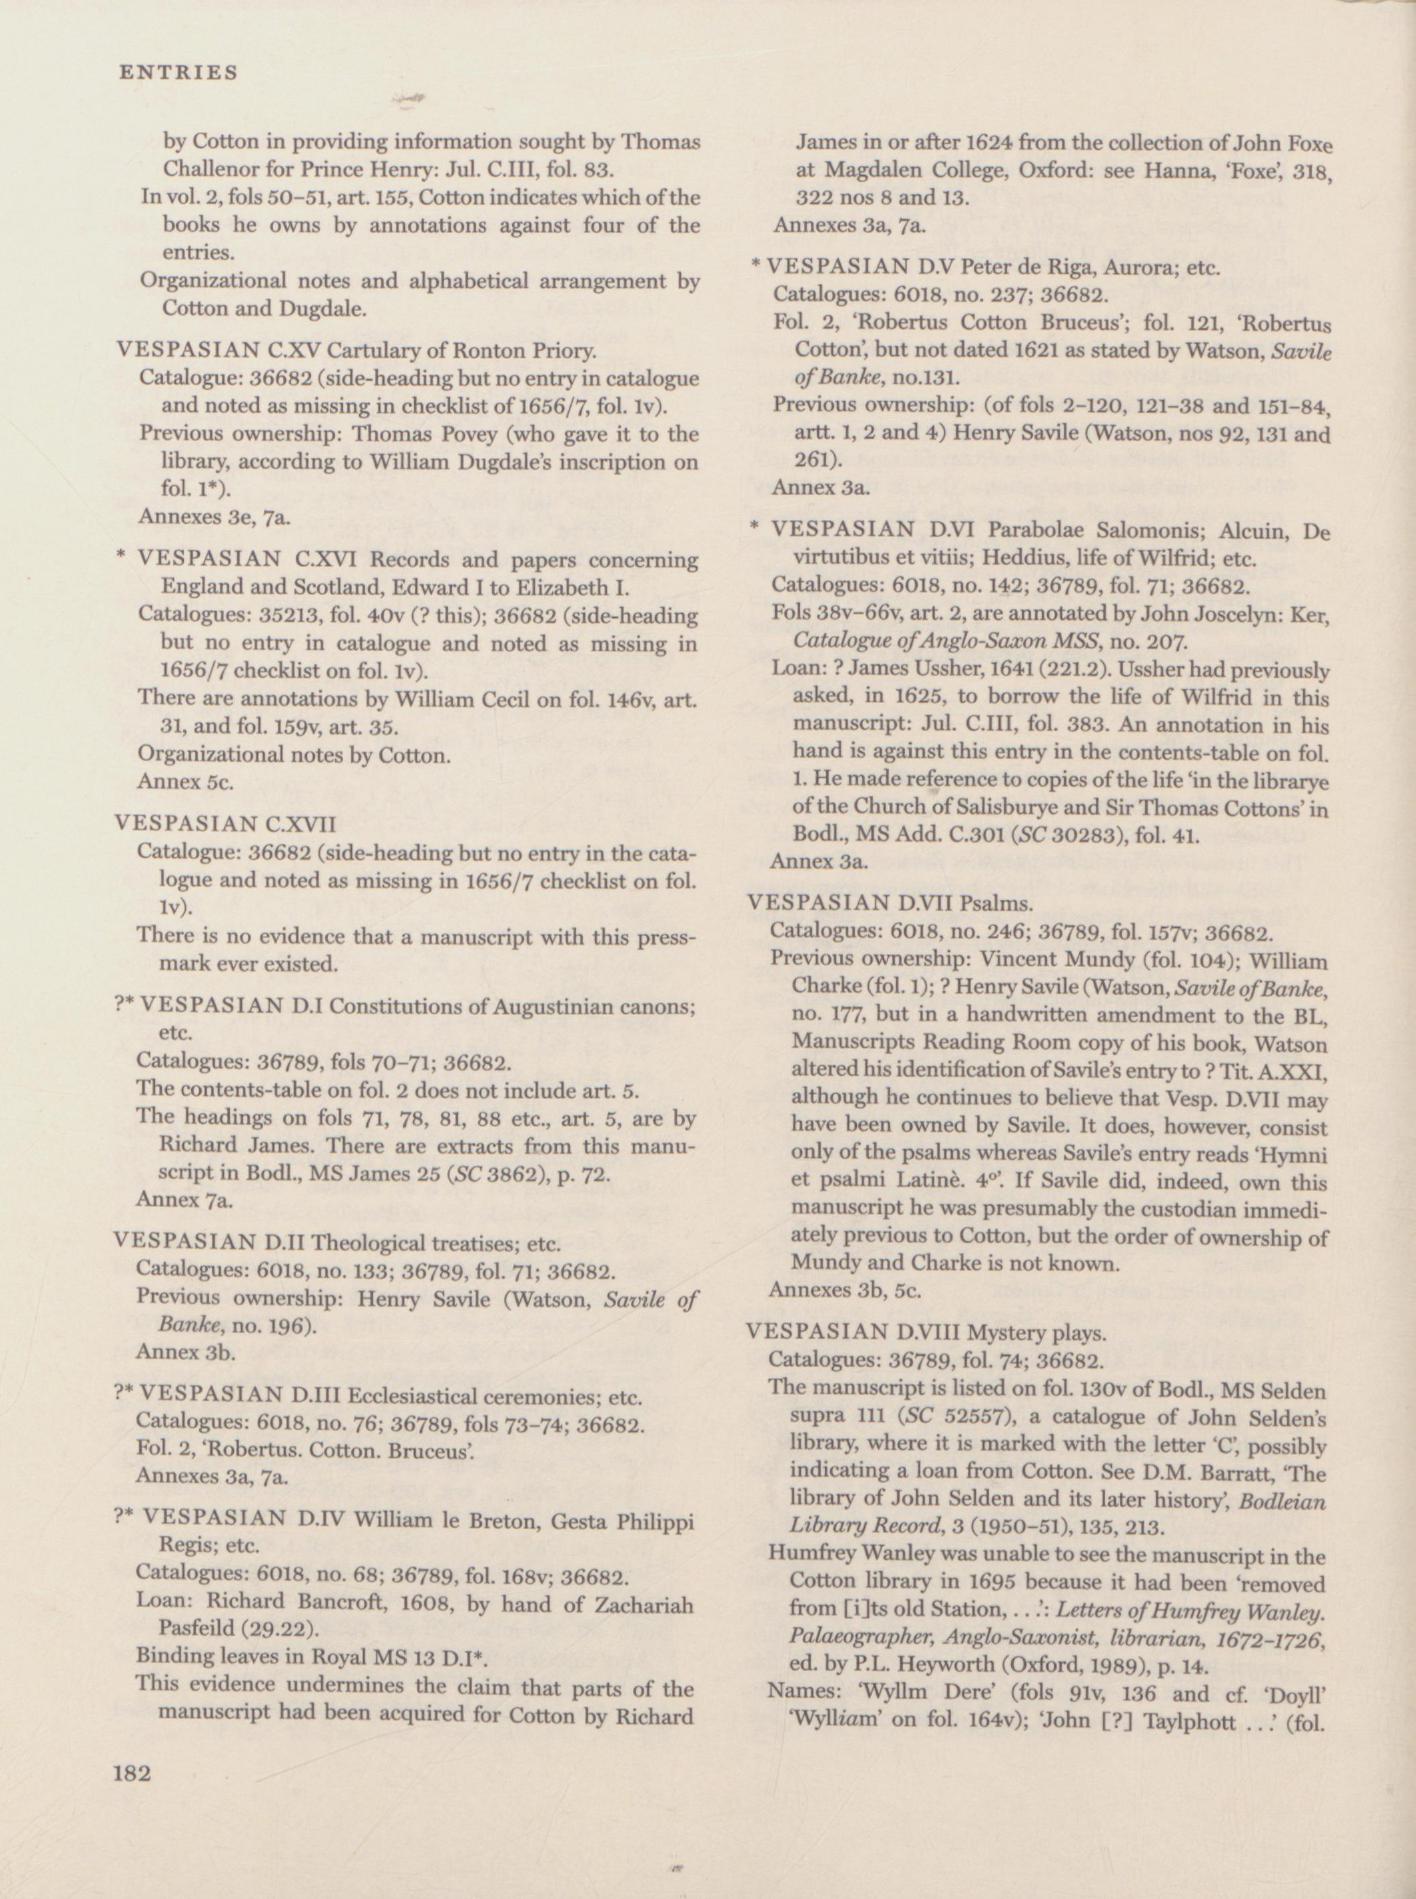 ENTRIES
by Cotton in providing information sought by Thomas
Challenor for Prince Henry: Jul. C.III, fol. 83.
In vol. 2, fols 50–51, art. 155, Cotton indicates which of the
books he owns by annotations against four of the
entries.
Organizational notes and alphabetical arrangement by
Cotton and Dugdale.
VESPASIAN C.XV Cartulary of Ronton Priory.
Catalogue: 36682 (side-heading but no entry in catalogue
and noted as missing in checklist of 1656/7, fol. 1v).
Previous ownership: Thomas Povey (who gave it to the
library, according to William Dugdale's inscription on
fol. 1*).
Annexes 3e, 7a.
* VESPASIAN C.XVI Records and papers concerning
England and Scotland, Edward I to Elizabeth I.
Catalogues: 35213, fol. 40v (? this); 36682 (side-heading
but no entry in catalogue and noted as missing in
1656/7 checklist on fol. 1v).
There are annotations by William Cecil on fol. 146v, art.
31, and fol. 159v, art. 35.
Organizational notes by Cotton.
Annex 5c.
VESPASIAN C.XVII
Catalogue: 36682 (side-heading but no entry in the cata-
logue and noted as missing in 1656/7 checklist on fol.
1v).
There is no evidence that a manuscript with this press-
mark ever existed.
?* VESPASIAN D.I Constitutions of Augustinian canons;
etc.
Catalogues: 36789, fols 70–71; 36682.
The contents-table on fol. 2 does not include art. 5.
The headings on fols 71, 78, 81, 88 etc., art. 5, are by
Richard James. There are extracts from this manu-
script in Bodl., MS James 25 (SC 3862), p. 72.
Annex 7a.
VESPASIAN D.II Theological treatises; etc.
Catalogues: 6018, no. 133; 36789, fol. 71; 36682.
Previous ownership: Henry Savile (Watson, Savile of
Banke, no. 196).
Annex 3b.
?* VESPASIAN D.III Ecclesiastical ceremonies; etc.
Catalogues: 6018, no. 76; 36789, fols 73–74; 36682.
Fol. 2, ‘Robertus. Cotton. Bruceus’.
Annexes 3a, 7a.
?* VESPASIAN D.IV William le Breton, Gesta Philippi
Regis; etc.
Catalogues: 6018, no. 68; 36789, fol. 168v; 36682.
Loan: Richard Bancroft, 1608, by hand of Zachariah
Pasfeild (29.22).
Binding leaves in Royal MS 13 D.I*.
This evidence undermines the claim that parts of the
manuscript had been acquired for Cotton by Richard
182
James in or after 1624 from the collection of John Foxe
at Magdalen College, Oxford: see Hanna, ‘Foxe’, 318,
322 nos 8 and 13.
Annexes 3a, 7a.
* VESPASIAN D.V Peter de Riga, Aurora; etc.
Catalogues: 6018, no. 237; 36682.
Fol. 2, ‘Robertus Cotton Bruceus’; fol. 121, ‘Robertus
Cotton’, but not dated 1621 as stated by Watson, Savile
of Banke, no.131.
Previous ownership: (of fols 2–120, 121–38 and 151–84,
artt. 1, 2 and 4) Henry Savile (Watson, nos 92, 131 and
261).
Annex 3a.
* VESPASIAN D.VI Parabolae Salomonis; Alcuin, De
virtutibus et vitiis; Heddius, life of Wilfrid; etc.
Catalogues: 6018, no. 142; 36789, fol. 71; 36682.
Fols 38v–66v, art. 2, are annotated by John Joscelyn: Ker,
Catalogue of Anglo-Saxon MSS, no. 207.
Loan: ? James Ussher, 1641 (221.2). Ussher had previously
asked, in 1625, to borrow the life of Wilfrid in this
manuscript: Jul. C.III, fol. 383. An annotation in his
hand is against this entry in the contents-table on fol.
1. He made reference to copies of the life ‘in the librarye
of the Church of Salisburye and Sir Thomas Cottons’ in
Bodl., MS Add. C.301 (SC 30283), fol. 41.
Annex 3a.
VESPASIAN D.VII Psalms.
Catalogues: 6018, no. 246; 36789, fol. 157v; 36682.
Previous ownership: Vincent Mundy (fol. 104); William
Charke (fol. 1); ? Henry Savile (Watson, Savile of Banke,
no. 177, but in a handwritten amendment to the BL,
Manuscripts Reading Room copy of his book, Watson
altered his identification of Savile's entry to ? Tit. A.XXI,
although he continues to believe that Vesp. D.VII may
have been owned by Savile. It does, however, consist
only of the psalms whereas Savile's entry reads ‘Hymni
et psalmi Latinè. 4º’. If Savile did, indeed, own this
manuscript he was presumably the custodian immedi-
ately previous to Cotton, but the order of ownership of
Mundy and Charke is not known.
Annexes 3b, 5c.
VESPASIAN D.VIII Mystery plays.
Catalogues: 36789, fol. 74; 36682.
The manuscript is listed on fol. 130v of Bodl., MS Selden
supra 111 (SC 52557), a catalogue of John Selden's
library, where it is marked with the letter ‘C’, possibly
indicating a loan from Cotton. See D.M. Barratt, ‘The
library of John Selden and its later history’, Bodleian
Library Record, 3 (1950–51), 135, 213.
Humfrey Wanley was unable to see the manuscript in the
Cotton library in 1695 because it had been ‘removed
from [i]ts old Station, . . .’: Letters of Humfrey Wanley.
Palaeographer, Anglo-Saxonist, librarian, 1672–1726,
ed. by P.L. Heyworth (Oxford, 1989), p. 14.
Names: ‘Wyllm Dere’ (fols 91v, 136 and cf. ‘Doyll’
‘Wylliam’ on fol. 164v); ‘John [?] Taylphott . . .’ (fol.